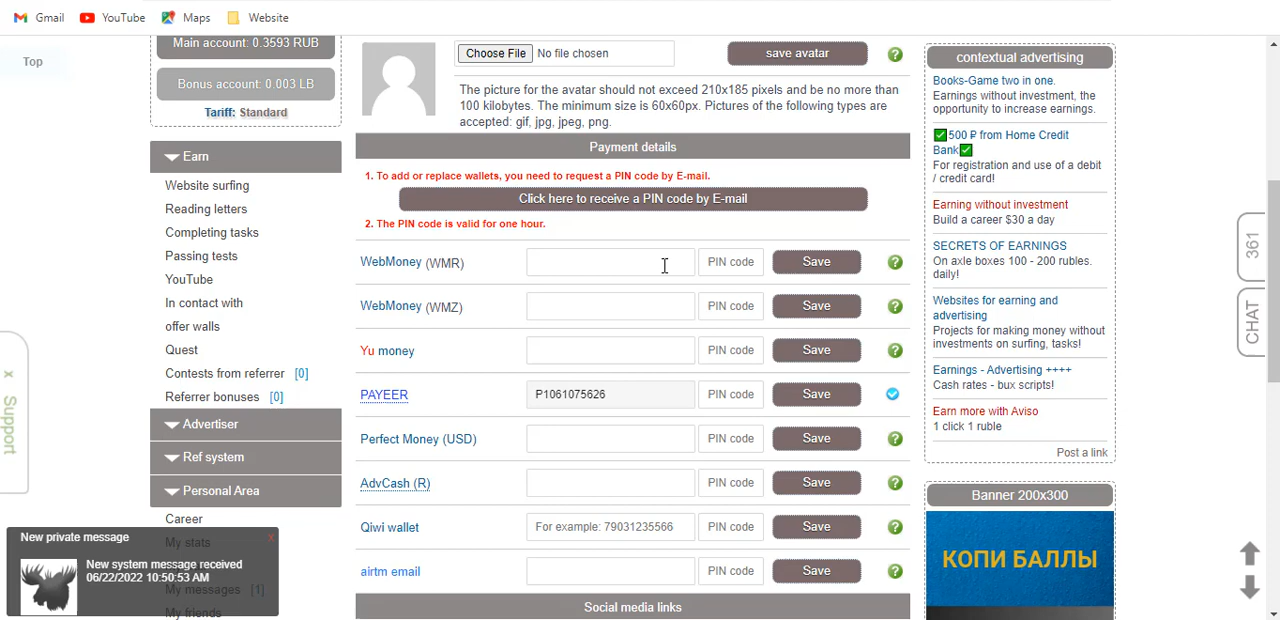 Gmail YouTube Maps Website
Top
Main account: 0.3593 RUB
Bonus account: 0.003 LB
Tariff: Standard
Earn
Website surfing
Reading letters
Completing tasks
Passing tests
YouTube
In contact with
offer walls
Quest
Contests from referrer [0]
Referrer bonuses [0]
Advertiser
Ref system
Personal Area
Career
My stats
My messages [1]
My friends
New private message x
New system message received
06/22/2022 10:50:53 AM
x Support
Choose File No file chosen save avatar ?
The picture for the avatar should not exceed 210x185 pixels and be no more than
100 kilobytes. The minimum size is 60x60px. Pictures of the following types are
accepted: gif, jpg, jpeg, png.
Payment details
1. To add or replace wallets, you need to request a PIN code by E-mail.
Click here to receive a PIN code by E-mail
2. The PIN code is valid for one hour.
WebMoney (WMR) PIN code Save ?
WebMoney (WMZ) PIN code Save ?
Yu money PIN code Save ?
PAYEER P1061075626 PIN code Save
Perfect Money (USD) PIN code Save ?
AdvCash (R) PIN code Save ?
Qiwi wallet For example: 79031235566 PIN code Save ?
airtm email PIN code Save ?
Social media links
contextual advertising
Books-Game two in one.
Earnings without investment, the
opportunity to increase earnings.
✅500 ₽ from Home Credit
Bank✅
For registration and use of a debit
/ credit card!
Earning without investment
Build a career $30 a day
SECRETS OF EARNINGS
On axle boxes 100 - 200 rubles.
daily!
Websites for earning and
advertising
Projects for making money without
investments on surfing, tasks!
Earnings - Advertising ++++
Cash rates - bux scripts!
Earn more with Aviso
1 click 1 ruble
Post a link
Banner 200x300
КОПИ БАЛЛЫ
361
CHAT